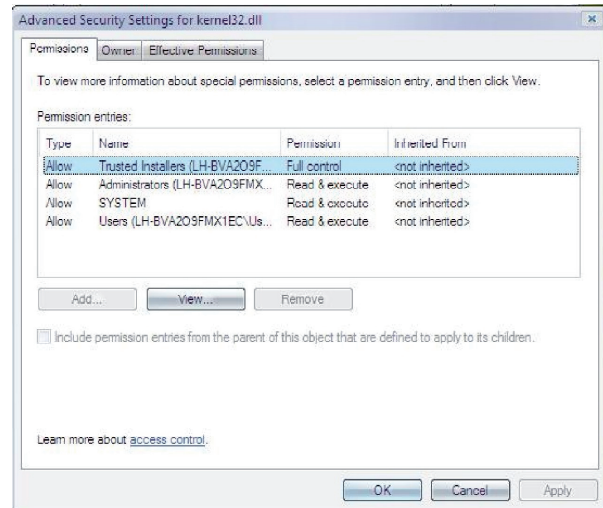 Advanced Security Settings for kernel32.dll
Permissions Owner Effective Permissions
To view more information about special permissions, select a permission entry, and then click View.
Permission entries:
Type Name Permission Inherited From
Allow Trusted Installers (LH-BVA2O9F... Full control <not inherited>
Allow Administrators (LH-BVA2O9FMX... Read & execute <not inherited>
Allow SYSTEM Read & execute <not inherited>
Allow Users (LH-BVA2O9FMX1EC\Us... Read & execute <not inherited>
Add... View... Remove
Include permission entries from the parent of this object that are defined to apply to its children.
Learn more about access control.
OK Cancel Apply